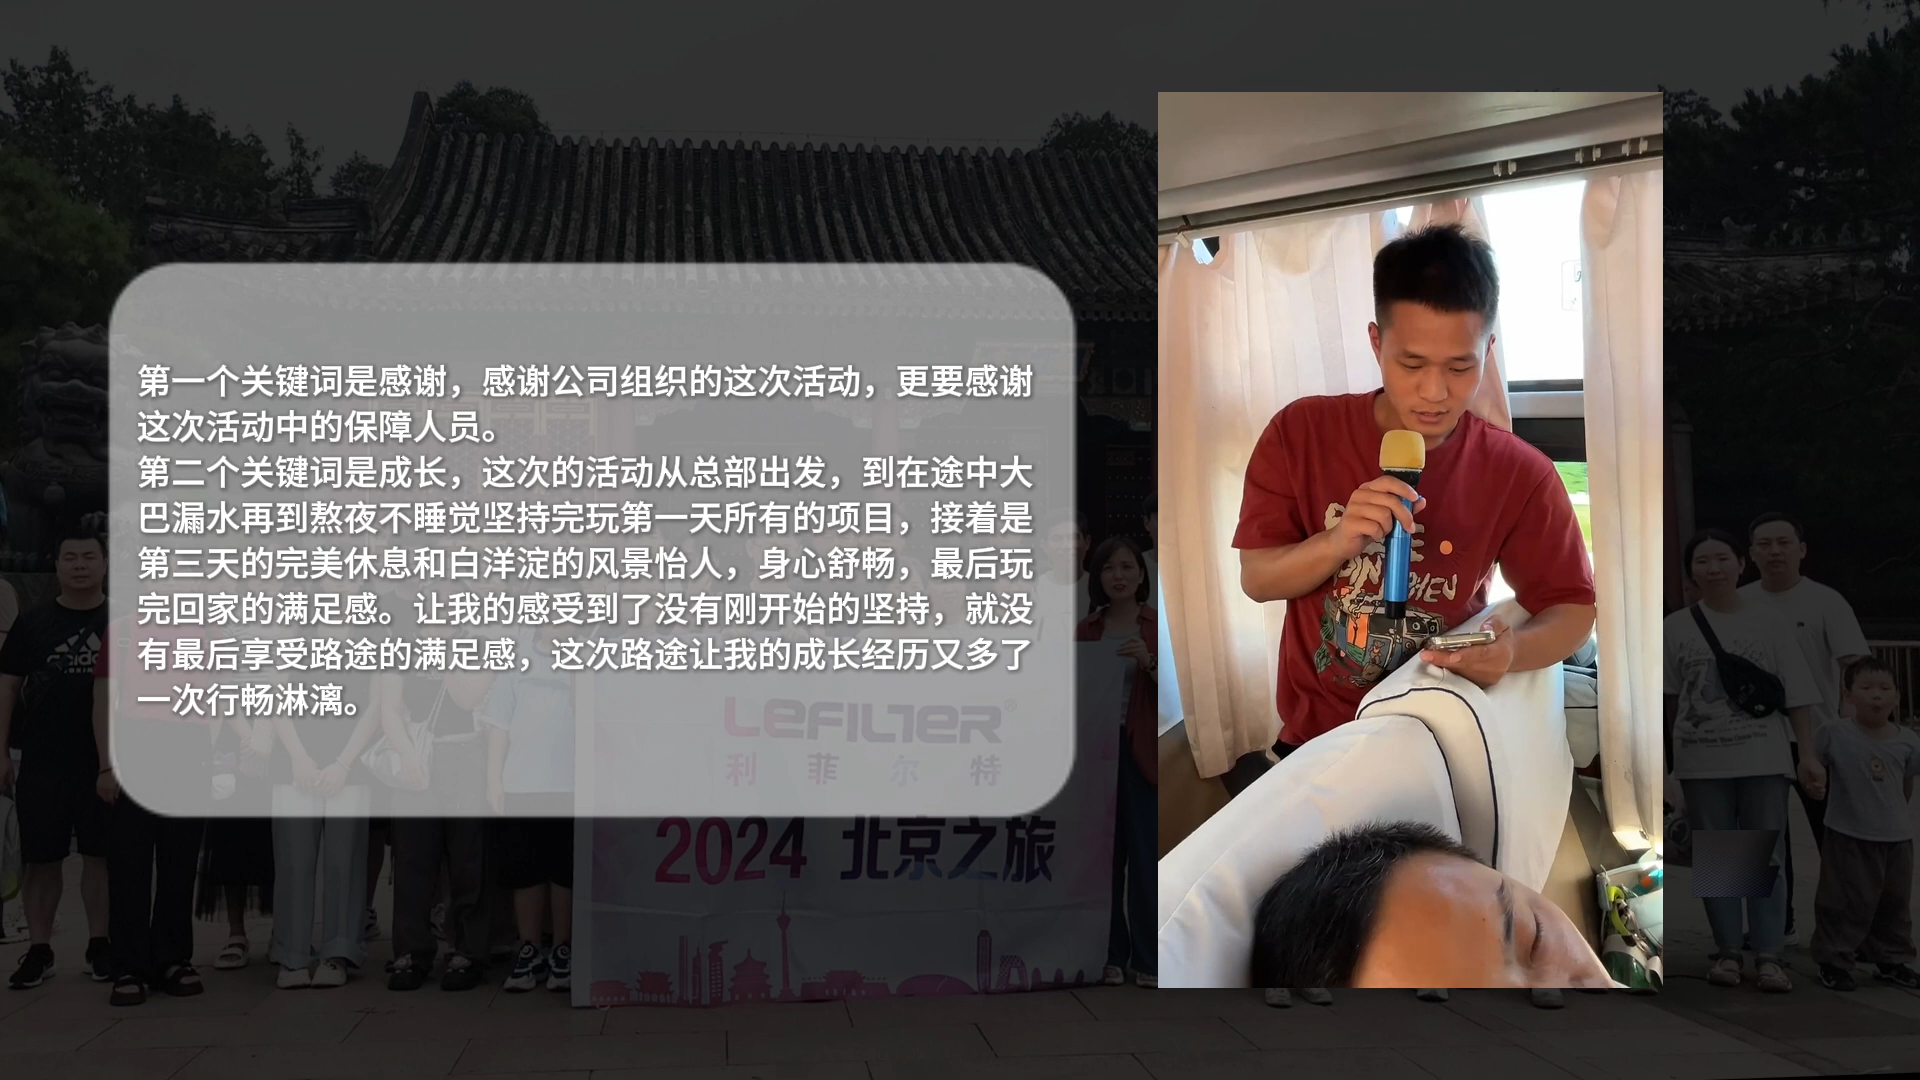 第一个关键词是感谢，感谢公司组织的这次活动，更要感谢
这次活动中的保障人员。
第二个关键词是成长，这次的活动从总部出发，到在途中大
巴漏水再到熬夜不睡觉坚持完玩第一天所有的项目，接着是
第三天的完美休息和白洋淀的风景怡人，身心舒畅，最后玩
完回家的满足感。让我的感受到了没有刚开始的坚持，就没
有最后享受路途的满足感，这次路途让我的成长经历又多了
一次行畅淋漓。
LEFILTER®
利菲尔特
2024 北京之旅
adidas